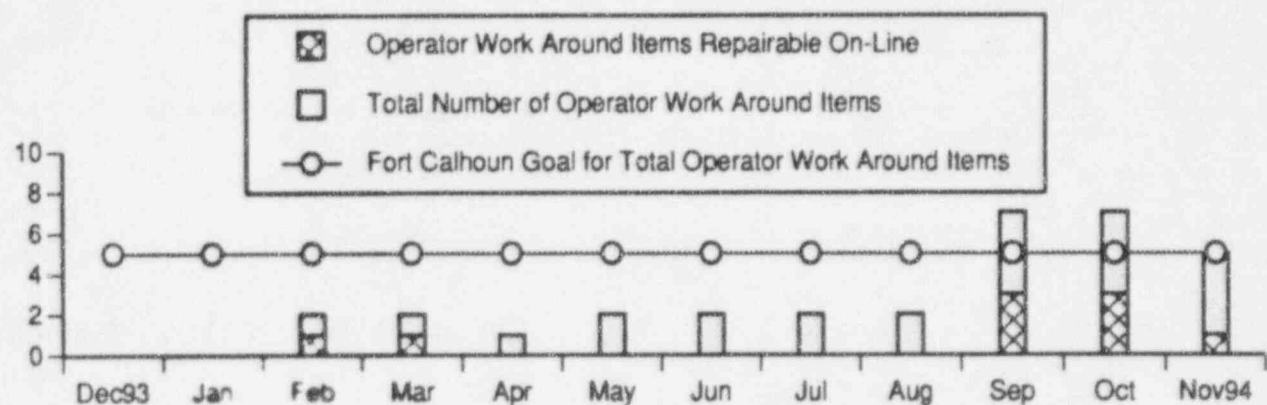 Operator Work Around Items Repairable On-Line
Total Number of Operator Work Around Items
Fort Calhoun Goal for Total Operator Work Around Items
10
8
6
4
2
0
Dec93 Jan Feb Mar Apr May Jun Jul Aug Sep Oct Nov94